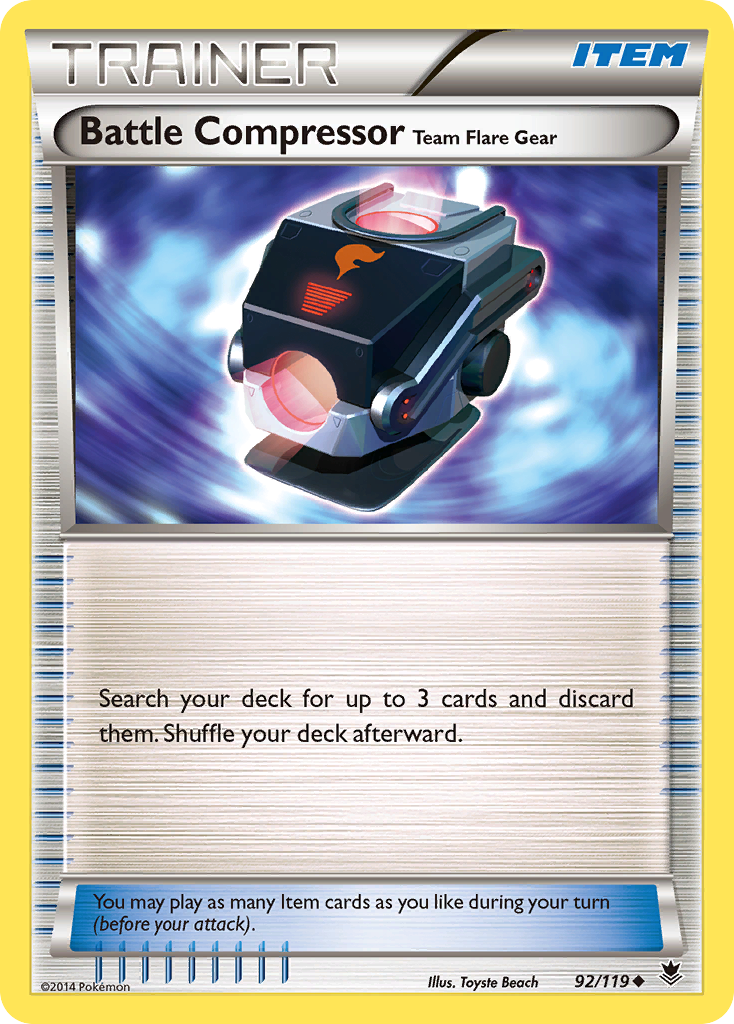 TRAINER
ITEM
Battle Compressor Team Flare Gear
Search your deck for up to 3 cards and discard
them. Shuffle your deck afterward.
You may play as many Item cards as you like during your turn
(before your attack).
©2014 Pokémon
Illus. Toyste Beach
92/119